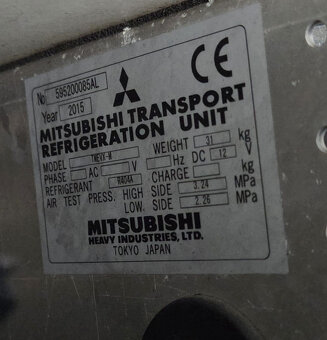 No 595200085AL
Year 2015
CE
MITSUBISHI TRANSPORT
REFRIGERATION UNIT
MODEL WEIGHT 31 kg
PHASE AC V Hz DC 12 V
REFRIGERANT R404A CHARGE kg
AIR TEST PRESS. HIGH SIDE 3.24 MPa
LOW. SIDE 2.26 MPa
MITSUBISHI
HEAVY INDUSTRIES, LTD.
TOKYO JAPAN